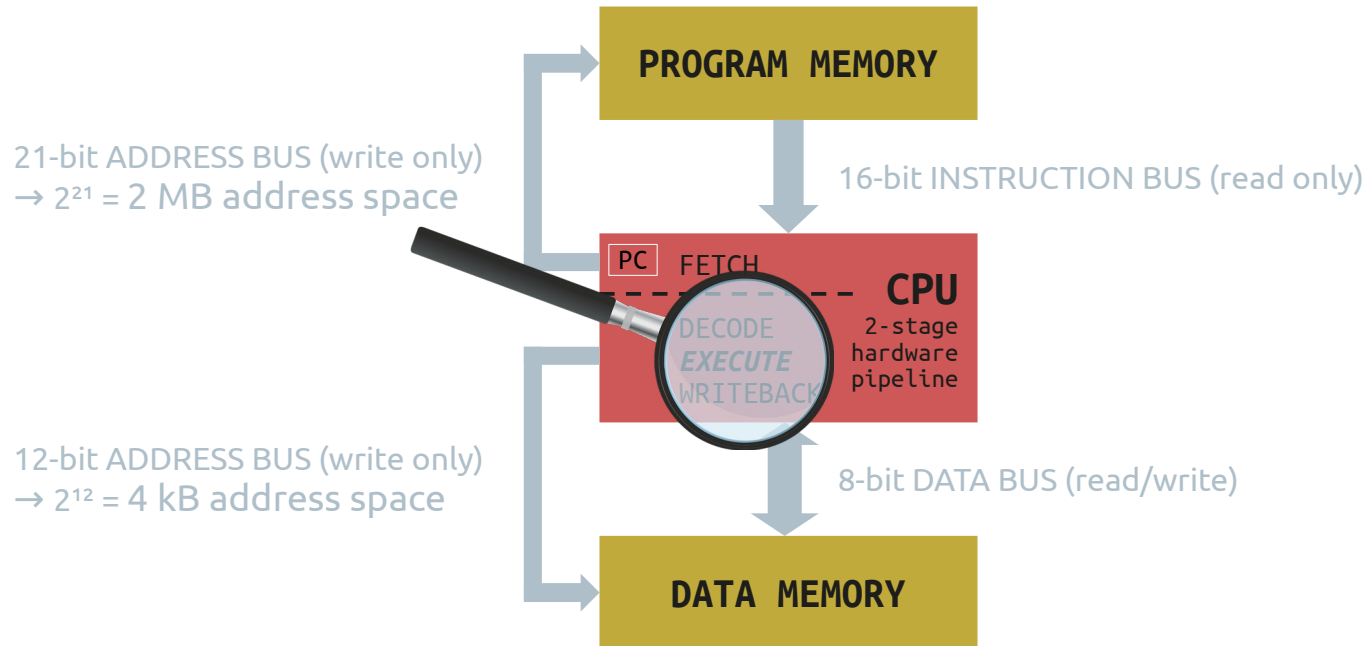 PROGRAM MEMORY
21-bit ADDRESS BUS (write only)
→ 2²¹ = 2 MB address space
16-bit INSTRUCTION BUS (read only)
PC FETCH
CPU
2-stage
hardware
pipeline
DECODE
EXECUTE
WRITEBACK
12-bit ADDRESS BUS (write only)
→ 2¹² = 4 kB address space
8-bit DATA BUS (read/write)
DATA MEMORY